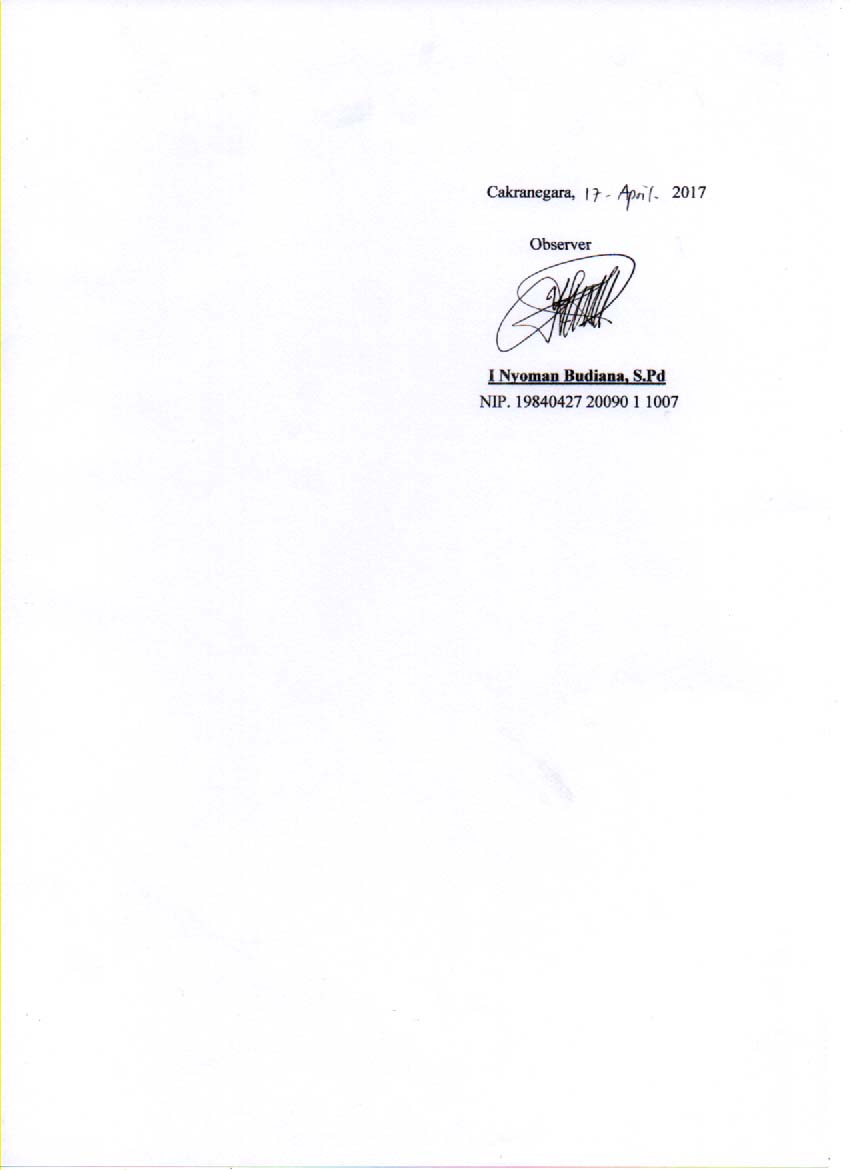 Cakranegara, 17 - April - 2017
Observer
I Nyoman Budiana, S.Pd
NIP. 19840427 20090 1 1007